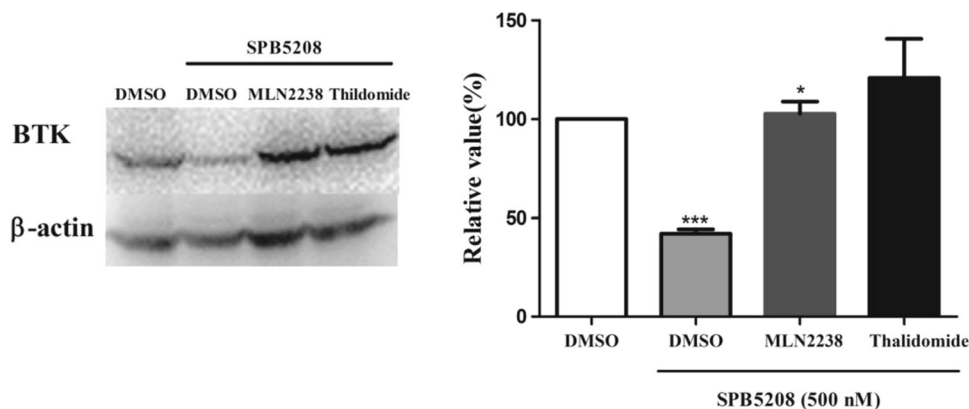 SPB5208
DMSO DMSO MLN2238 Thildomide
BTK
β-actin
Relative value(%)
150
100
50
0
***
*
DMSO DMSO MLN2238 Thalidomide
SPB5208 (500 nM)